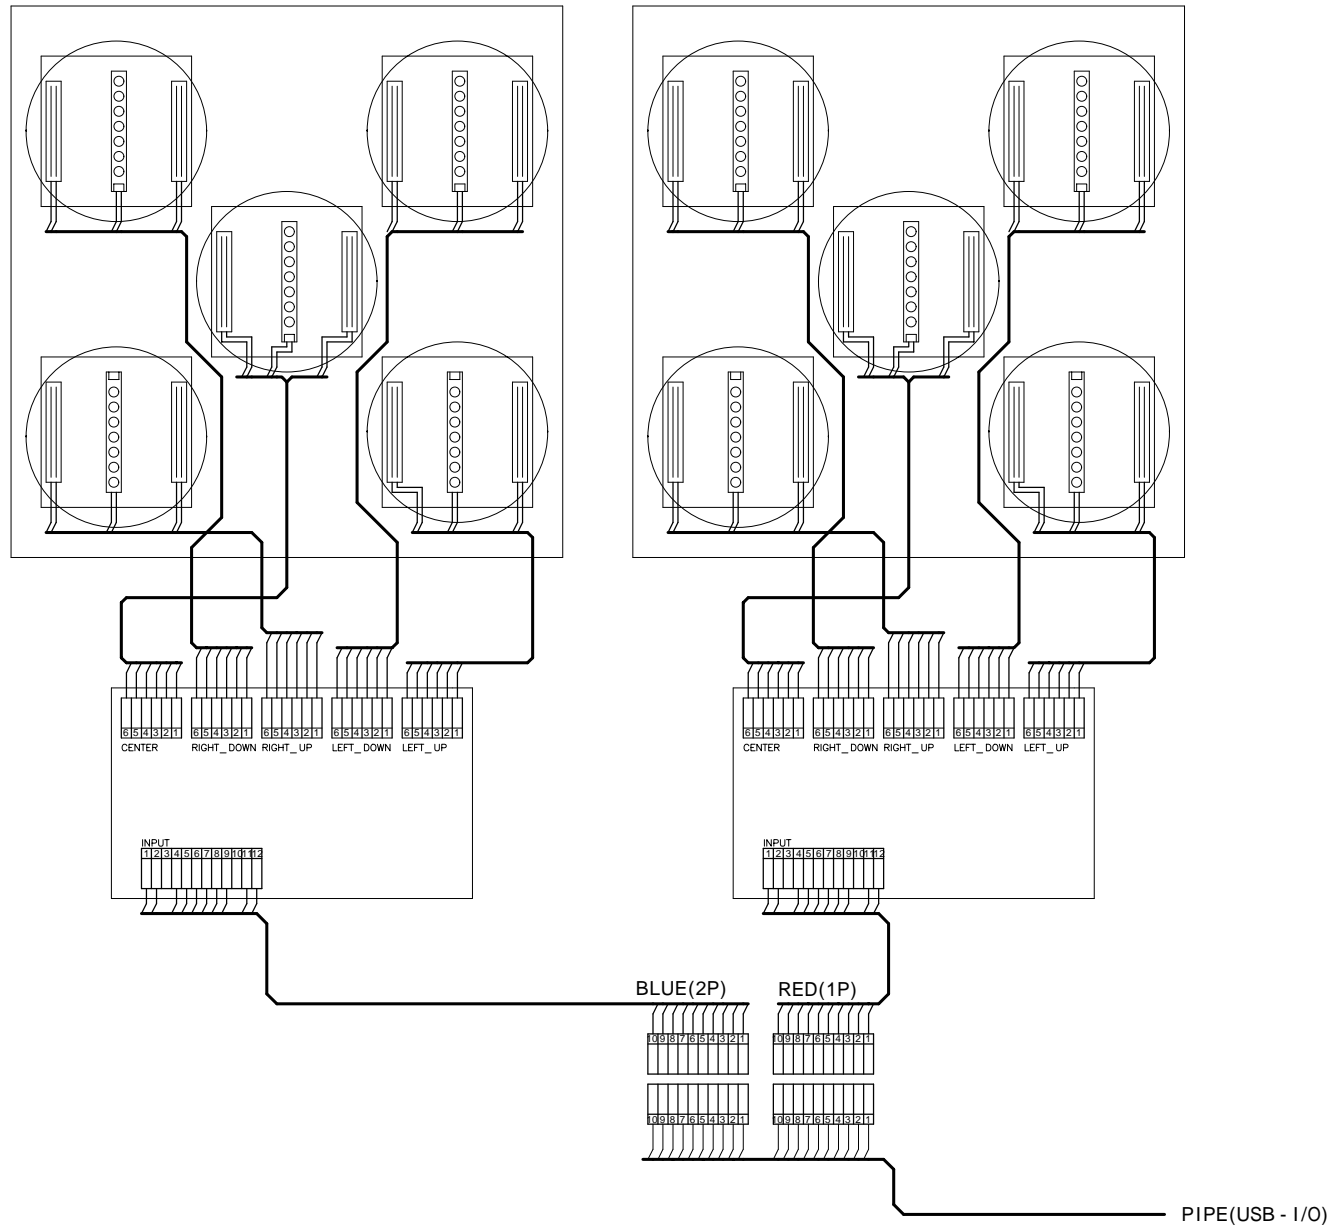 6 5 4 3 2 1 6 5 4 3 2 1 6 5 4 3 2 1 6 5 4 3 2 1 6 5 4 3 2 1
CENTER RIGHT_DOWN RIGHT_UP LEFT_DOWN LEFT_UP
6 5 4 3 2 1 6 5 4 3 2 1 6 5 4 3 2 1 6 5 4 3 2 1 6 5 4 3 2 1
CENTER RIGHT_DOWN RIGHT_UP LEFT_DOWN LEFT_UP
INPUT
1 2 3 4 5 6 7 8 9 10 11 12
INPUT
1 2 3 4 5 6 7 8 9 10 11 12
BLUE(2P)
10 9 8 7 6 5 4 3 2 1
10 9 8 7 6 5 4 3 2 1
RED(1P)
10 9 8 7 6 5 4 3 2 1
10 9 8 7 6 5 4 3 2 1
PIPE(USB - I/O)